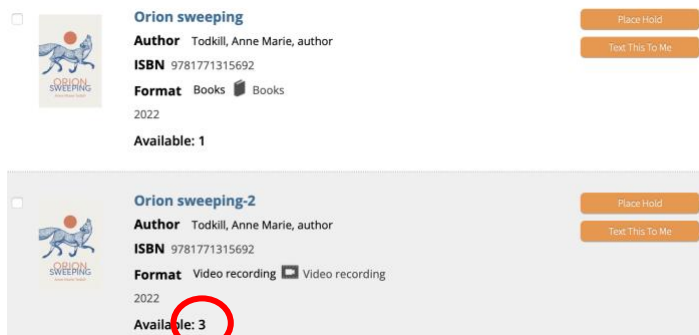 Orion sweeping
Author Todkill, Anne Marie, author
ISBN 9781771315692
Format Books Books
2022
Available: 1
Place Hold
Text This To Me
ORION
SWEEPING
Orion sweeping-2
Author Todkill, Anne Marie, author
ISBN 9781771315692
Format Video recording Video recording
2022
Available: 3
Place Hold
Text This To Me
ORION
SWEEPING